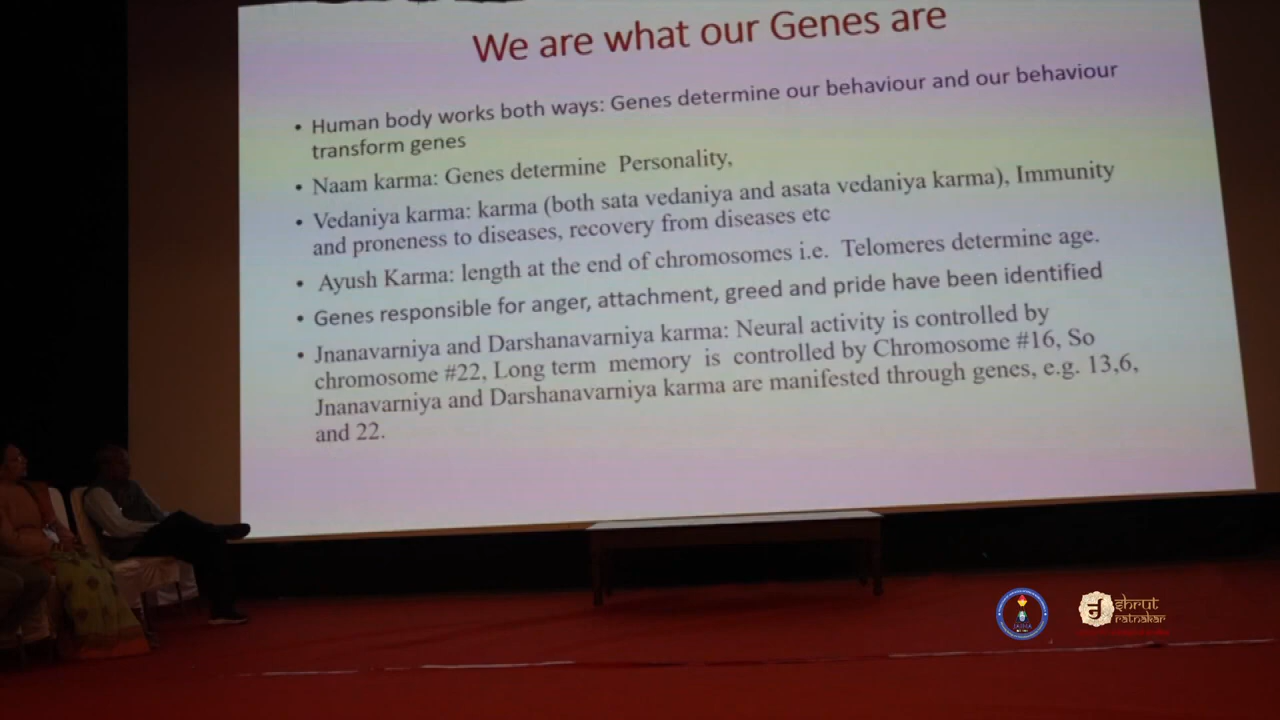 We are what our Genes are
• Human body works both ways: Genes determine our behaviour and our behaviour
transform genes
• Naam karma: Genes determine Personality,
• Vedaniya karma: karma (both sata vedaniya and asata vedaniya karma), Immunity
and proneness to diseases, recovery from diseases etc
• Ayush Karma: length at the end of chromosomes i.e. Telomeres determine age.
• Genes responsible for anger, attachment, greed and pride have been identified
• Jnanavarniya and Darshanavarniya karma: Neural activity is controlled by
chromosome #22, Long term memory is controlled by Chromosome #16, So
Jnanavarniya and Darshanavarniya karma are manifested through genes, e.g. 13,6,
and 22.
shrut
ratnakar